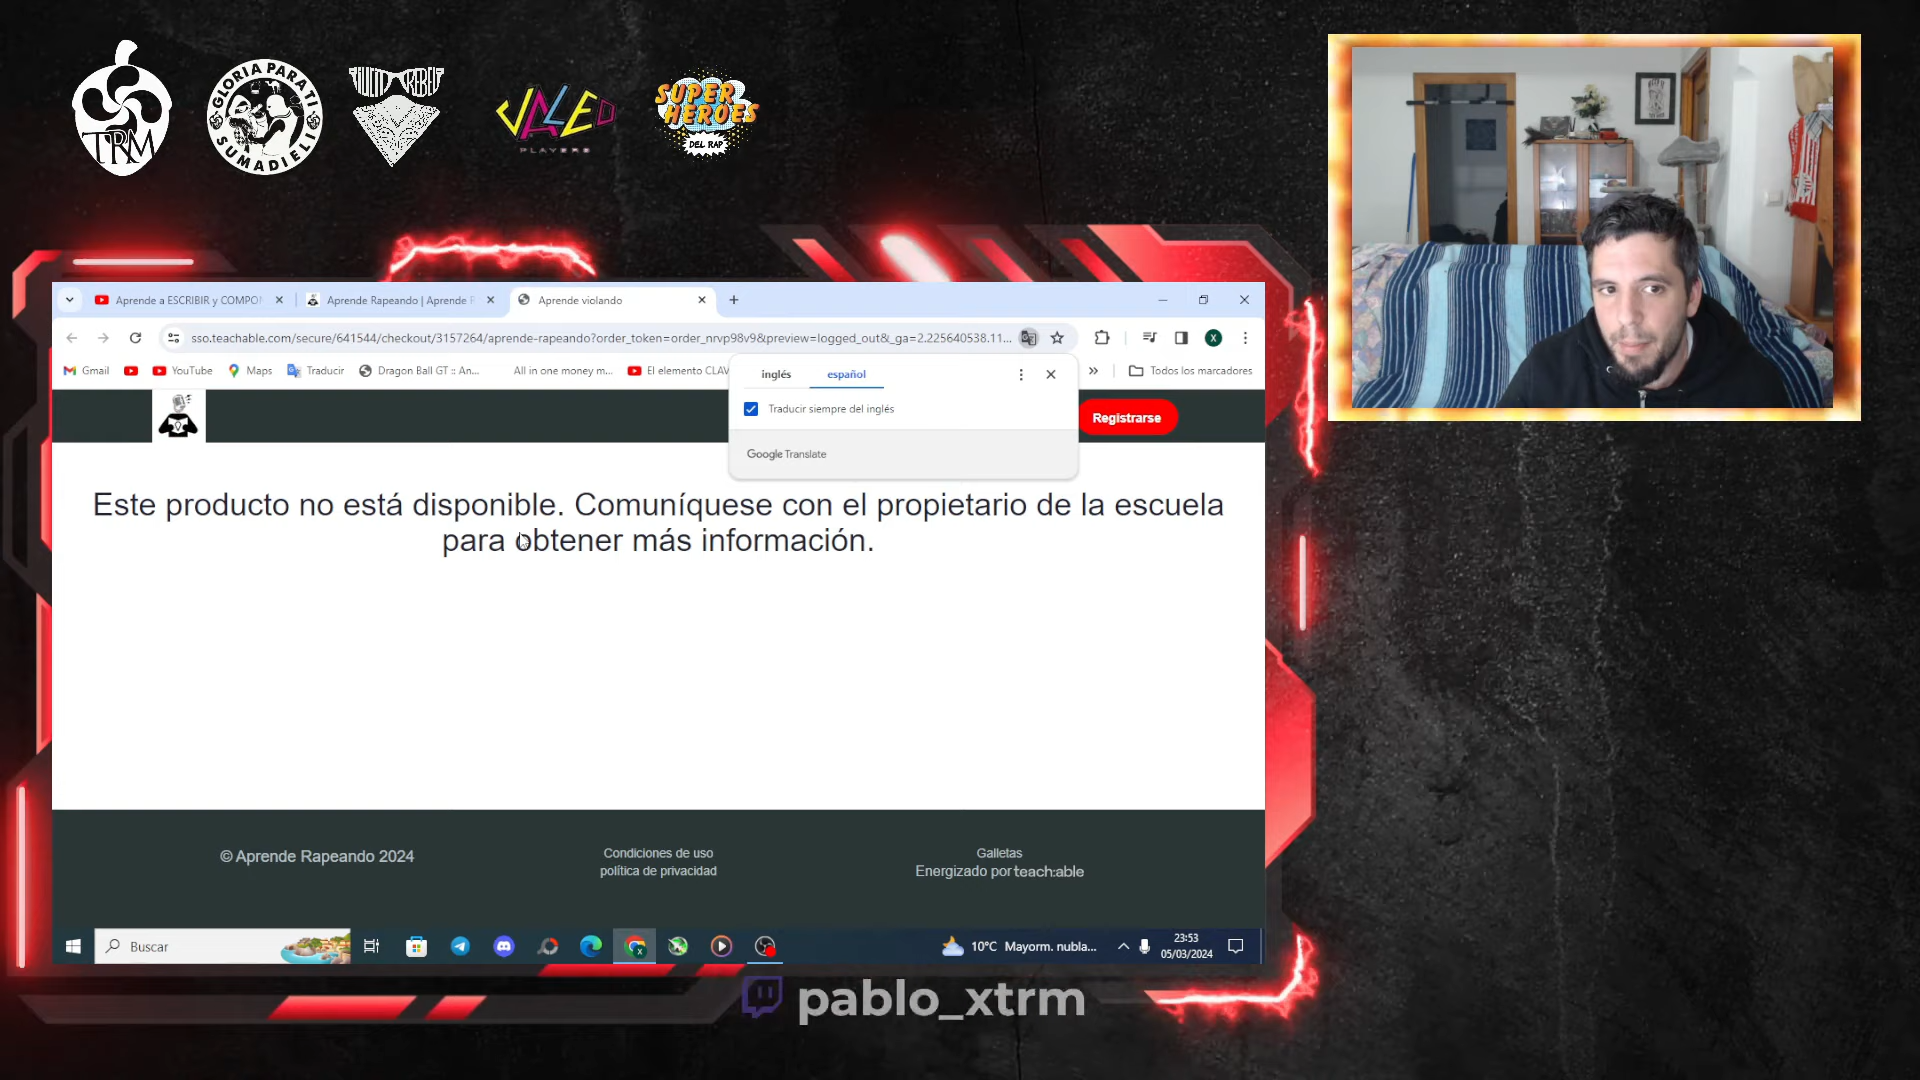 TRM
GLORIA PARATI
SUMADIELI
REBEL
JALEO
PLAYERS
SUPER
HEROES
DEL RAP
Aprende a ESCRIBIR y COMPON
Aprende Rapeando | Aprende R
Aprende violando
sso.teachable.com/secure/641544/checkout/3157264/aprende-rapeando?order_token=order_nrvp98v9&preview=logged_out&_ga=2.225640538.11...
Gmail
YouTube
Maps
Traducir
Dragon Ball GT :: An...
All in one money m...
El elemento CLAV
»
Todos los marcadores
inglés
español
Traducir siempre del inglés
Google Translate
Registrarse
Este producto no está disponible. Comuníquese con el propietario de la escuela
para obtener más información.
© Aprende Rapeando 2024
Condiciones de uso
política de privacidad
Galletas
Energizado por teach:able
Buscar
10°C Mayorm. nubla...
23:53
05/03/2024
pablo_xtrm